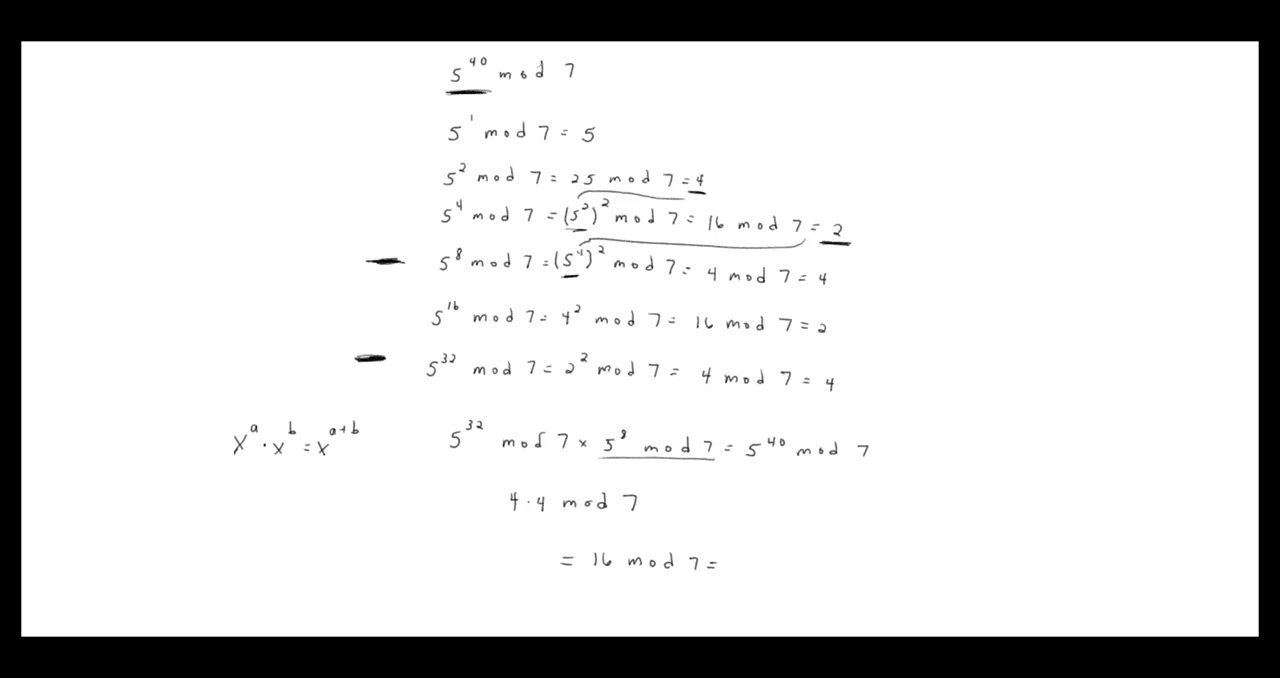 5^40 mod 7
5^1 mod 7 = 5
5^2 mod 7 = 25 mod 7 = 4
5^4 mod 7 = (5^2)^2 mod 7 = 16 mod 7 = 2
5^8 mod 7 = (5^4)^2 mod 7 = 4 mod 7 = 4
5^16 mod 7 = 4^2 mod 7 = 16 mod 7 = 2
5^32 mod 7 = 2^2 mod 7 = 4 mod 7 = 4
x^a · x^b = x^a+b
5^32 mod 7 × 5^8 mod 7 = 5^40 mod 7
4 · 4 mod 7
= 16 mod 7 =